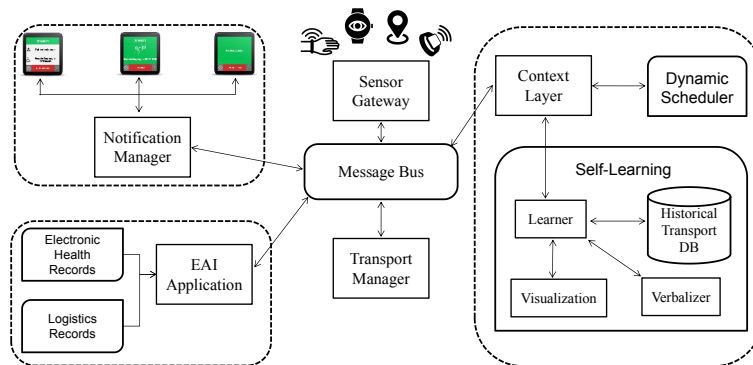 Sensor
Gateway
Notification
Manager
Message Bus
Context
Layer
Dynamic
Scheduler
Self-Learning
Learner
Historical
Transport
DB
Visualization
Verbalizer
Electronic
Health
Records
Logistics
Records
EAI
Application
Transport
Manager